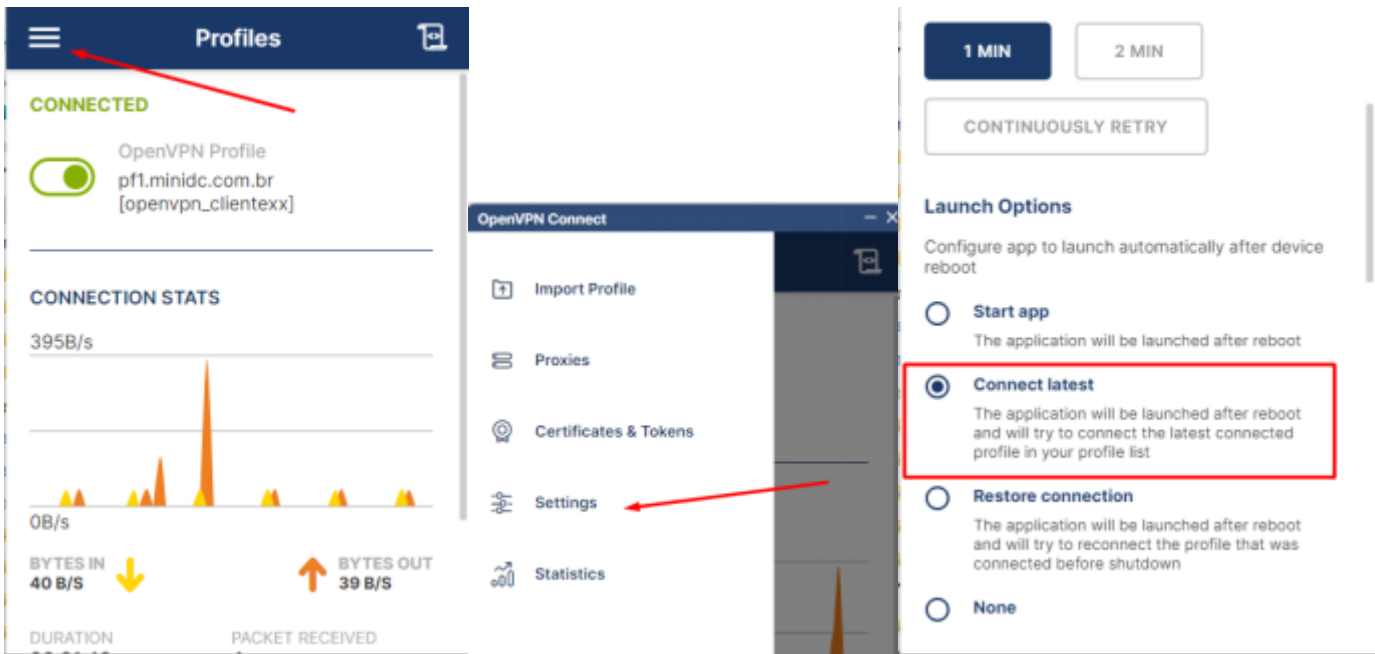 Profiles
CONNECTED
OpenVPN Profile
pf1.minidc.com.br
[openvpn_clientexx]
CONNECTION STATS
395B/s
0B/s
BYTES IN
40 B/S
BYTES OUT
39 B/S
DURATION
PACKET RECEIVED
OpenVPN Connect
Import Profile
Proxies
Certificates & Tokens
Settings
Statistics
1 MIN
2 MIN
CONTINUOUSLY RETRY
Launch Options
Configure app to launch automatically after device
reboot
Start app
The application will be launched after reboot
Connect latest
The application will be launched after reboot
and will try to connect the latest connected
profile in your profile list
Restore connection
The application will be launched after reboot
and will try to reconnect the profile that was
connected before shutdown
None